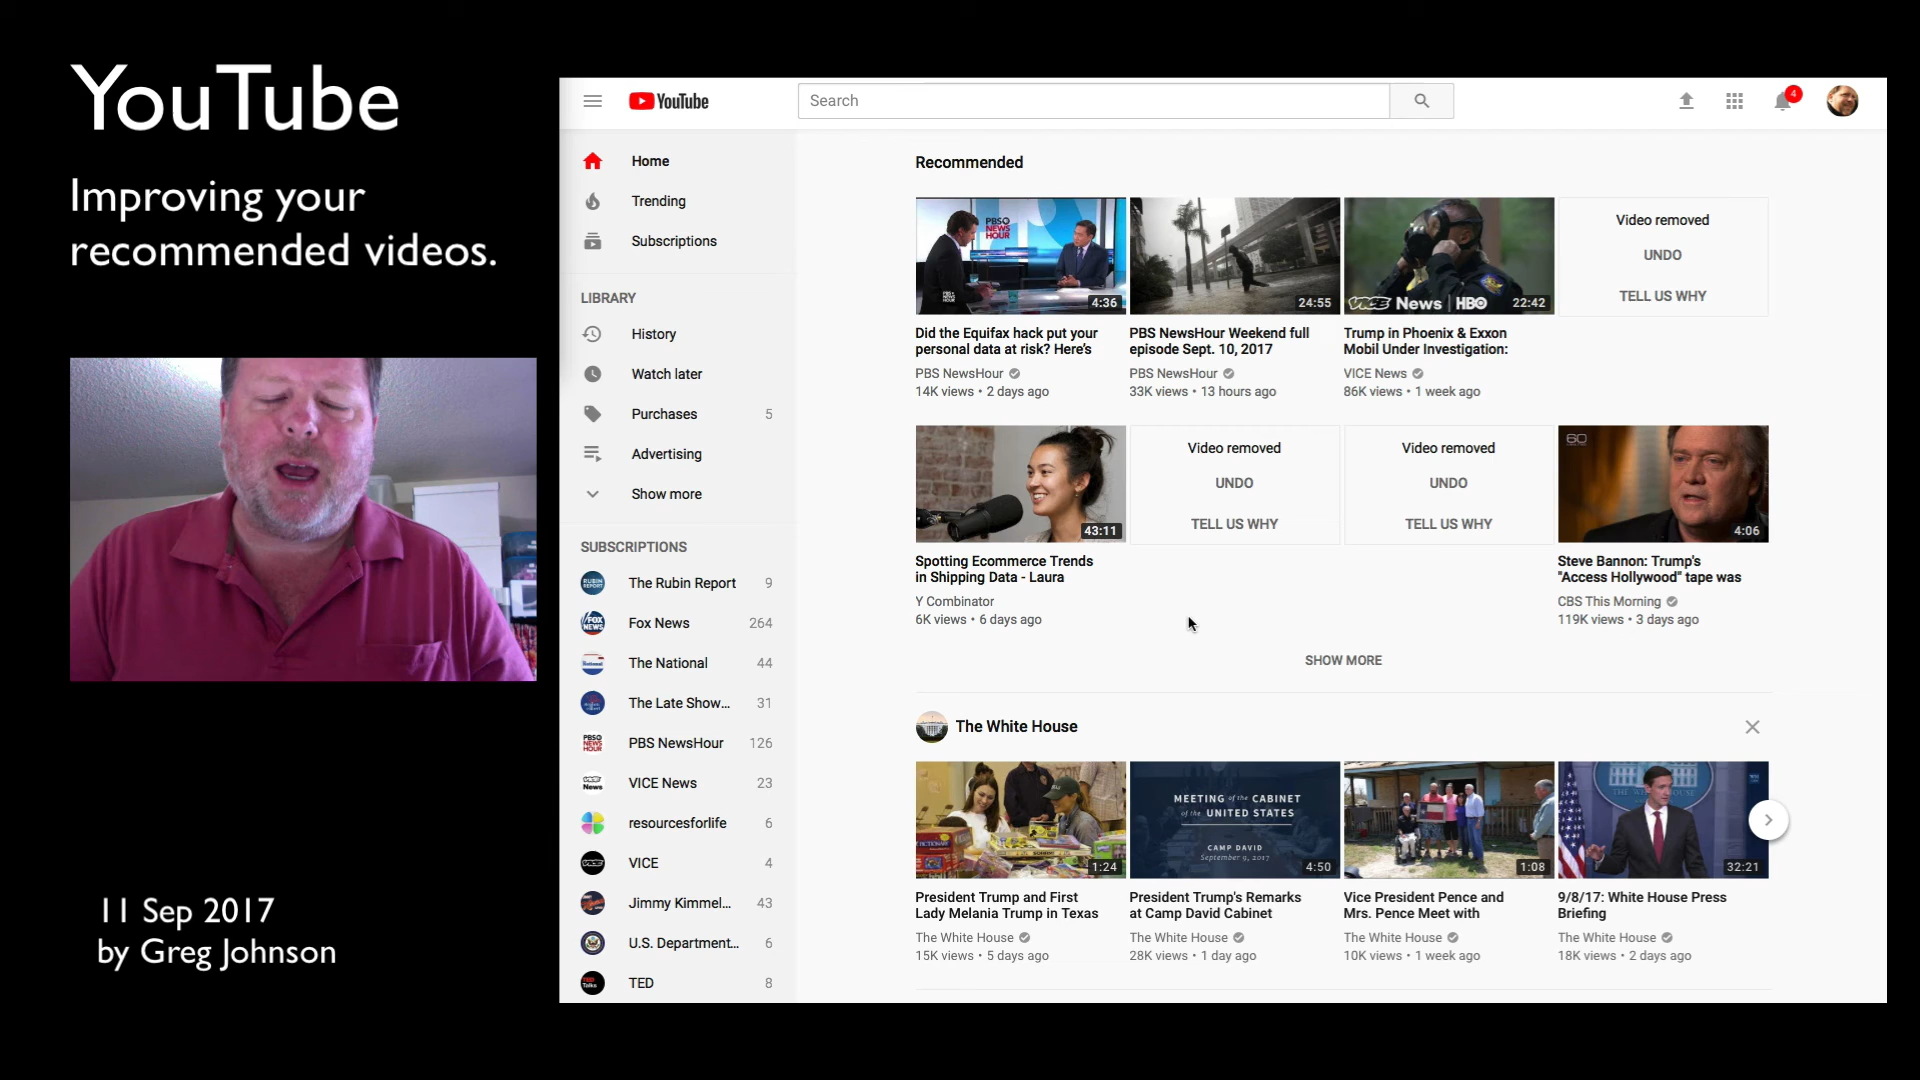 YouTube
Improving your
recommended videos.
11 Sep 2017
by Greg Johnson
YouTube
Search
4
Home
Trending
Subscriptions
LIBRARY
History
Watch later
Purchases 5
Advertising
Show more
SUBSCRIPTIONS
The Rubin Report 9
Fox News 264
The National 44
The Late Show... 31
PBS NewsHour 126
VICE News 23
resourcesforlife 6
VICE 4
Jimmy Kimmel... 43
U.S. Department... 6
TED 8
Recommended
PBS
NEWS
HOUR
4:36
24:55
VICE News | HBO 22:42
Video removed
UNDO
TELL US WHY
Did the Equifax hack put your
personal data at risk? Here's
PBS NewsHour
14K views • 2 days ago
PBS NewsHour Weekend full
episode Sept. 10, 2017
PBS NewsHour
33K views • 13 hours ago
Trump in Phoenix & Exxon
Mobil Under Investigation:
VICE News
86K views • 1 week ago
43:11
Video removed
UNDO
TELL US WHY
Video removed
UNDO
TELL US WHY
60
4:06
Spotting Ecommerce Trends
in Shipping Data - Laura
Y Combinator
6K views • 6 days ago
Steve Bannon: Trump's
"Access Hollywood" tape was
CBS This Morning
119K views • 3 days ago
SHOW MORE
The White House
1:24
MEETING of the CABINET
of the UNITED STATES
CAMP DAVID
September 9, 2017
4:50
1:08
32:21
President Trump and First
Lady Melania Trump in Texas
The White House
15K views • 5 days ago
President Trump's Remarks
at Camp David Cabinet
The White House
28K views • 1 day ago
Vice President Pence and
Mrs. Pence Meet with
The White House
10K views • 1 week ago
9/8/17: White House Press
Briefing
The White House
18K views • 2 days ago